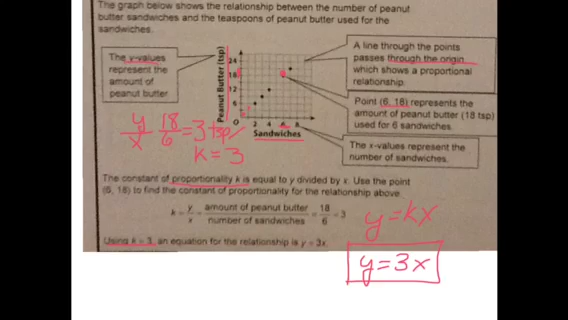 The graph below shows the relationship between the number of peanut
butter sandwiches and the teaspoons of peanut butter used for the
sandwiches.
The y-values
represent the
amount of
peanut butter.
Peanut Butter (tsp)
24
18
12
6
0
2 4 6 8
Sandwiches
A line through the points
passes through the origin,
which shows a proportional
relationship.
Point (6, 18) represents the
amount of peanut butter (18 tsp)
used for 6 sandwiches.
The x-values represent the
number of sandwiches.
y/x 18/6 = 3 tsp/
k = 3
The constant of proportionality k is equal to y divided by x. Use the point
(6, 18) to find the constant of proportionality for the relationship above.
k = y/x = amount of peanut butter/number of sandwiches = 18/6 = 3
Using k = 3, an equation for the relationship is y = 3x.
y = kx
y = 3x